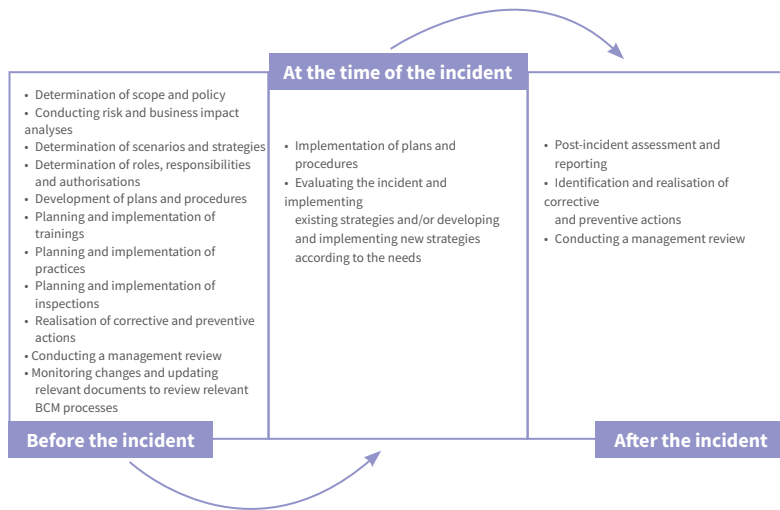 At the time of the incident
• Determination of scope and policy
• Conducting risk and business impact
analyses
• Determination of scenarios and strategies
• Determination of roles, responsibilities
and authorisations
• Development of plans and procedures
• Planning and implementation of
trainings
• Planning and implementation of
practices
• Planning and implementation of
inspections
• Realisation of corrective and preventive
actions
• Conducting a management review
• Monitoring changes and updating
relevant documents to review relevant
BCM processes
Before the incident
• Implementation of plans and
procedures
• Evaluating the incident and
implementing
existing strategies and/or developing
and implementing new strategies
according to the needs
• Post-incident assessment and
reporting
• Identification and realisation of
corrective
and preventive actions
• Conducting a management review
After the incident